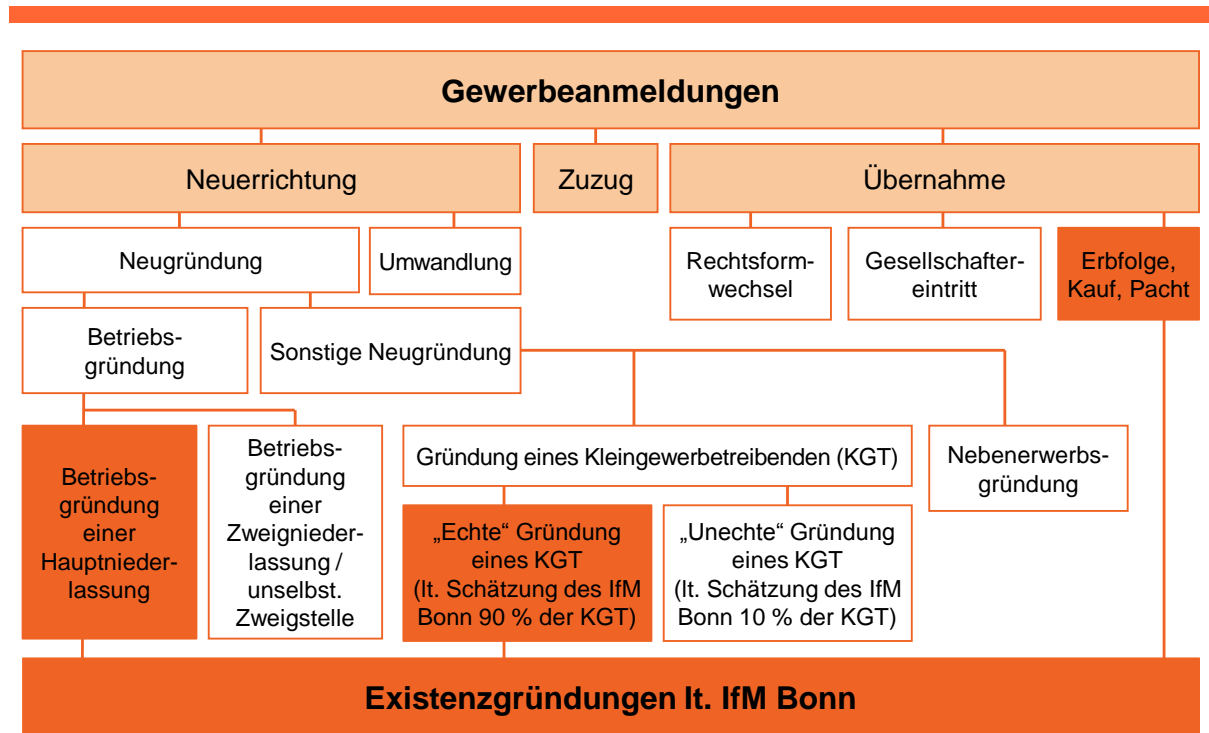 Gewerbeanmeldungen
Neuerrichtung
Zuzug
Übernahme
Neugründung
Umwandlung
Rechtsform-
wechsel
Gesellschafter-
eintritt
Erbfolge,
Kauf, Pacht
Betriebs-
gründung
Sonstige Neugründung
Betriebs-
gründung
einer
Hauptnieder-
lassung
Betriebs-
gründung
einer
Zweignieder-
lassung /
unselbst.
Zweigstelle
Gründung eines Kleingewerbetreibenden (KGT)
Nebenerwerbs-
gründung
„Echte“ Gründung
eines KGT
(lt. Schätzung des IfM
Bonn 90 % der KGT)
„Unechte“ Gründung
eines KGT
(lt. Schätzung des IfM
Bonn 10 % der KGT)
Existenzgründungen lt. IfM Bonn